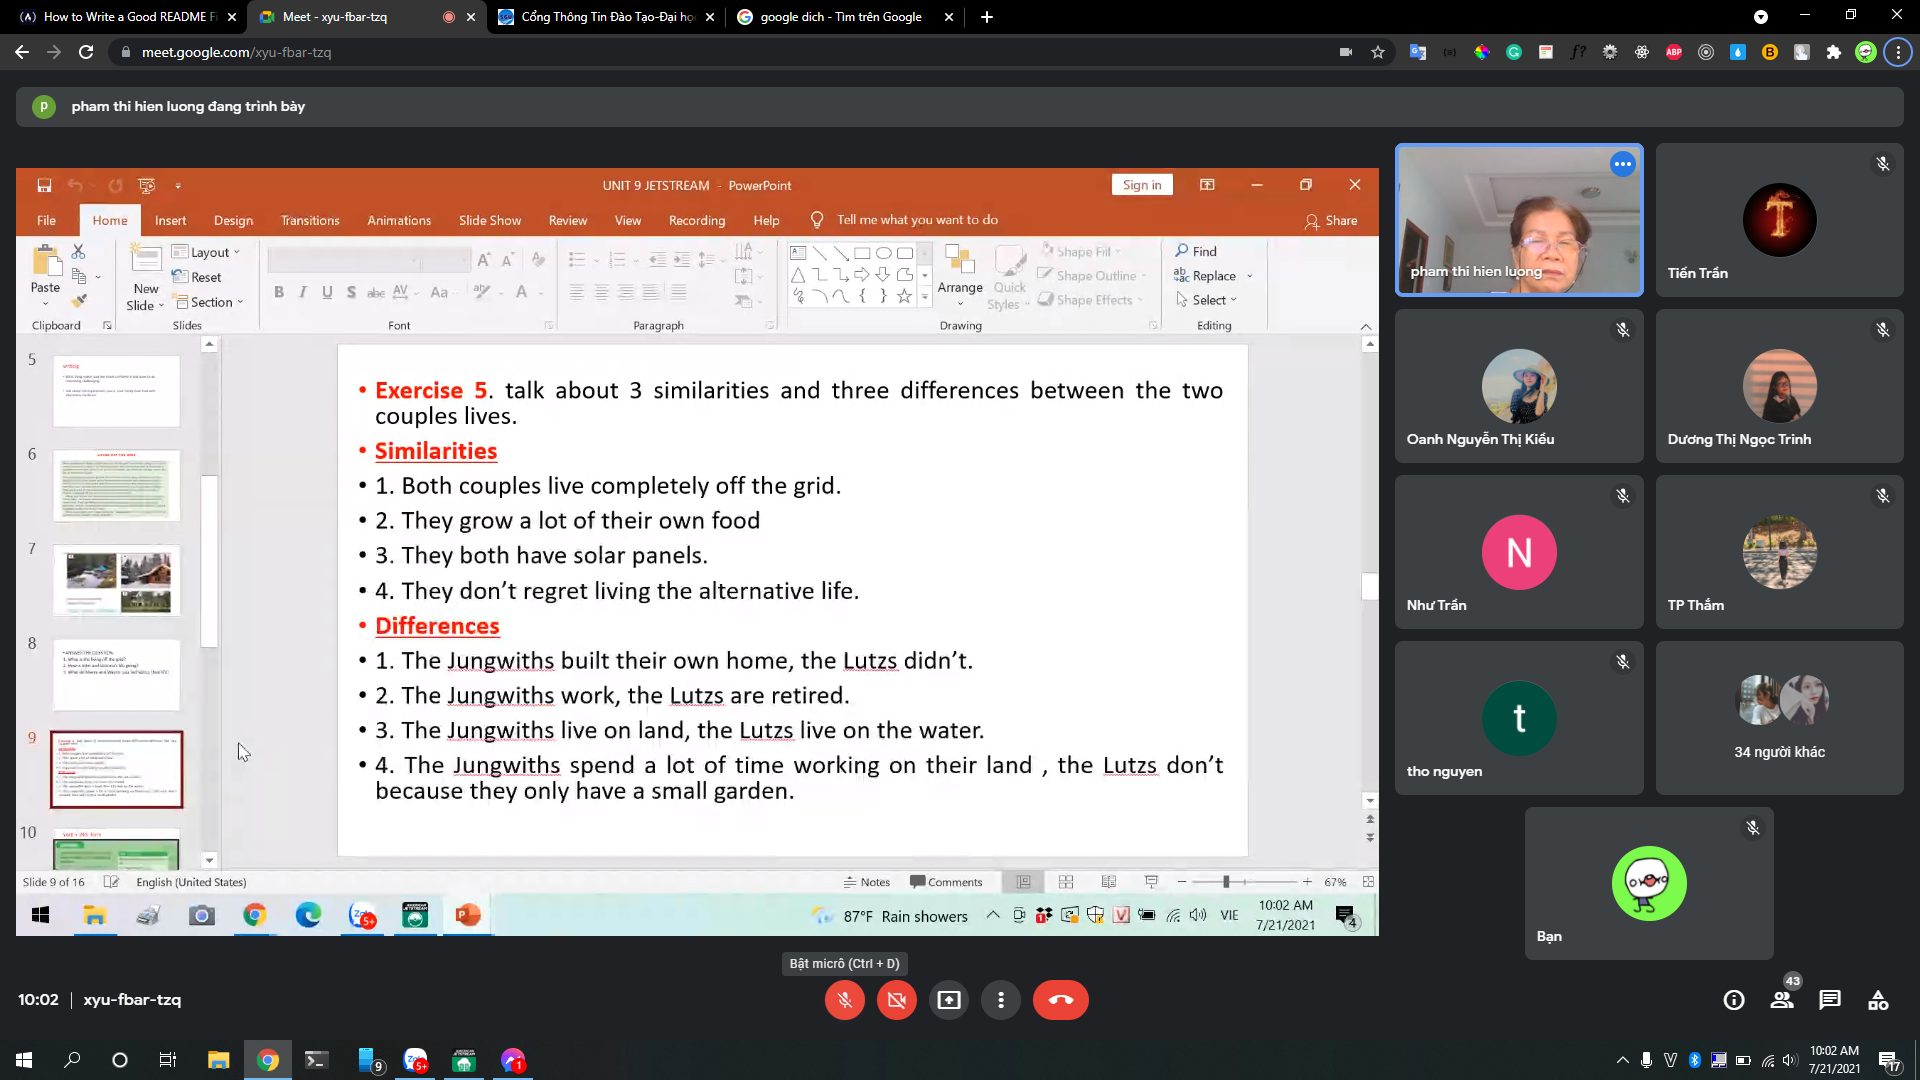 How to Write a Good README Fi
Meet - xyu-fbar-tzq
Cổng Thông Tin Đào Tạo-Đại họ
google dich - Tìm trên Google
meet.google.com/xyu-fbar-tzq
p
pham thi hien luong đang trình bày
UNIT 9 JETSTREAM - PowerPoint
Sign in
File Home Insert Design Transitions Animations Slide Show Review View Recording Help Tell me what you want to do
Share
Paste
Clipboard
New Slide
Layout
Reset
Section
Slides
Font
Paragraph
Arrange
Quick Styles
Shape Fill
Shape Outline
Shape Effects
Drawing
Find
Replace
Select
Editing
5
6
7
8
9
10
• Exercise 5. talk about 3 similarities and three differences between the two
couples lives.
• Similarities
• 1. Both couples live completely off the grid.
• 2. They grow a lot of their own food
• 3. They both have solar panels.
• 4. They don’t regret living the alternative life.
• Differences
• 1. The Jungwiths built their own home, the Lutzs didn’t.
• 2. The Jungwiths work, the Lutzs are retired.
• 3. The Jungwiths live on land, the Lutzs live on the water.
• 4. The Jungwiths spend a lot of time working on their land , the Lutzs don’t
because they only have a small garden.
Slide 9 of 16
English (United States)
Notes
Comments
67%
87°F Rain showers
VIE
10:02 AM
7/21/2021
4
pham thi hien luong
Tiến Trần
Oanh Nguyễn Thị Kiều
Dương Thị Ngọc Trinh
N
Như Trần
TP Thắm
t
tho nguyen
34 người khác
Bạn
Bật micrô (Ctrl + D)
10:02 | xyu-fbar-tzq
43
10:02 AM
7/21/2021
17